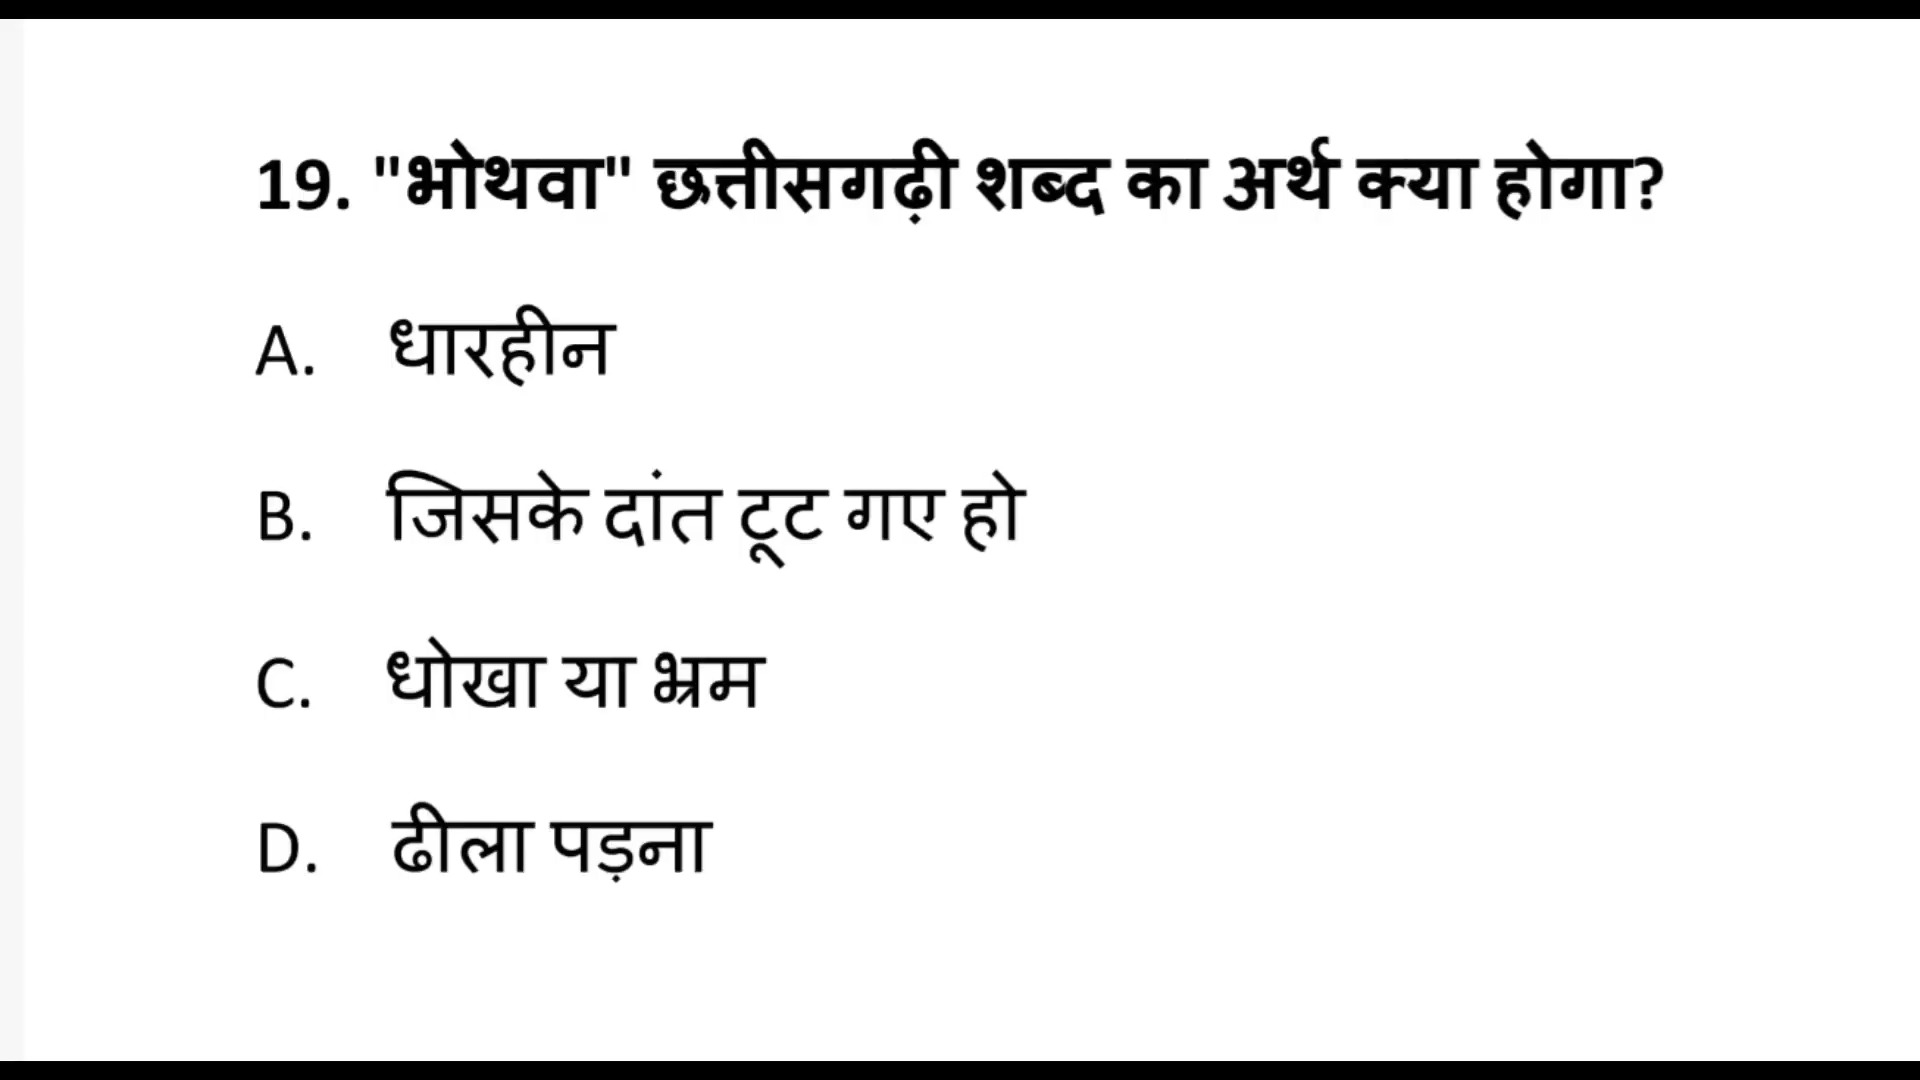 19. "भोथवा" छत्तीसगढ़ी शब्द का अर्थ क्या होगा?
A. धारहीन
B. जिसके दांत टूट गए हो
C. धोखा या भ्रम
D. ढीला पड़ना